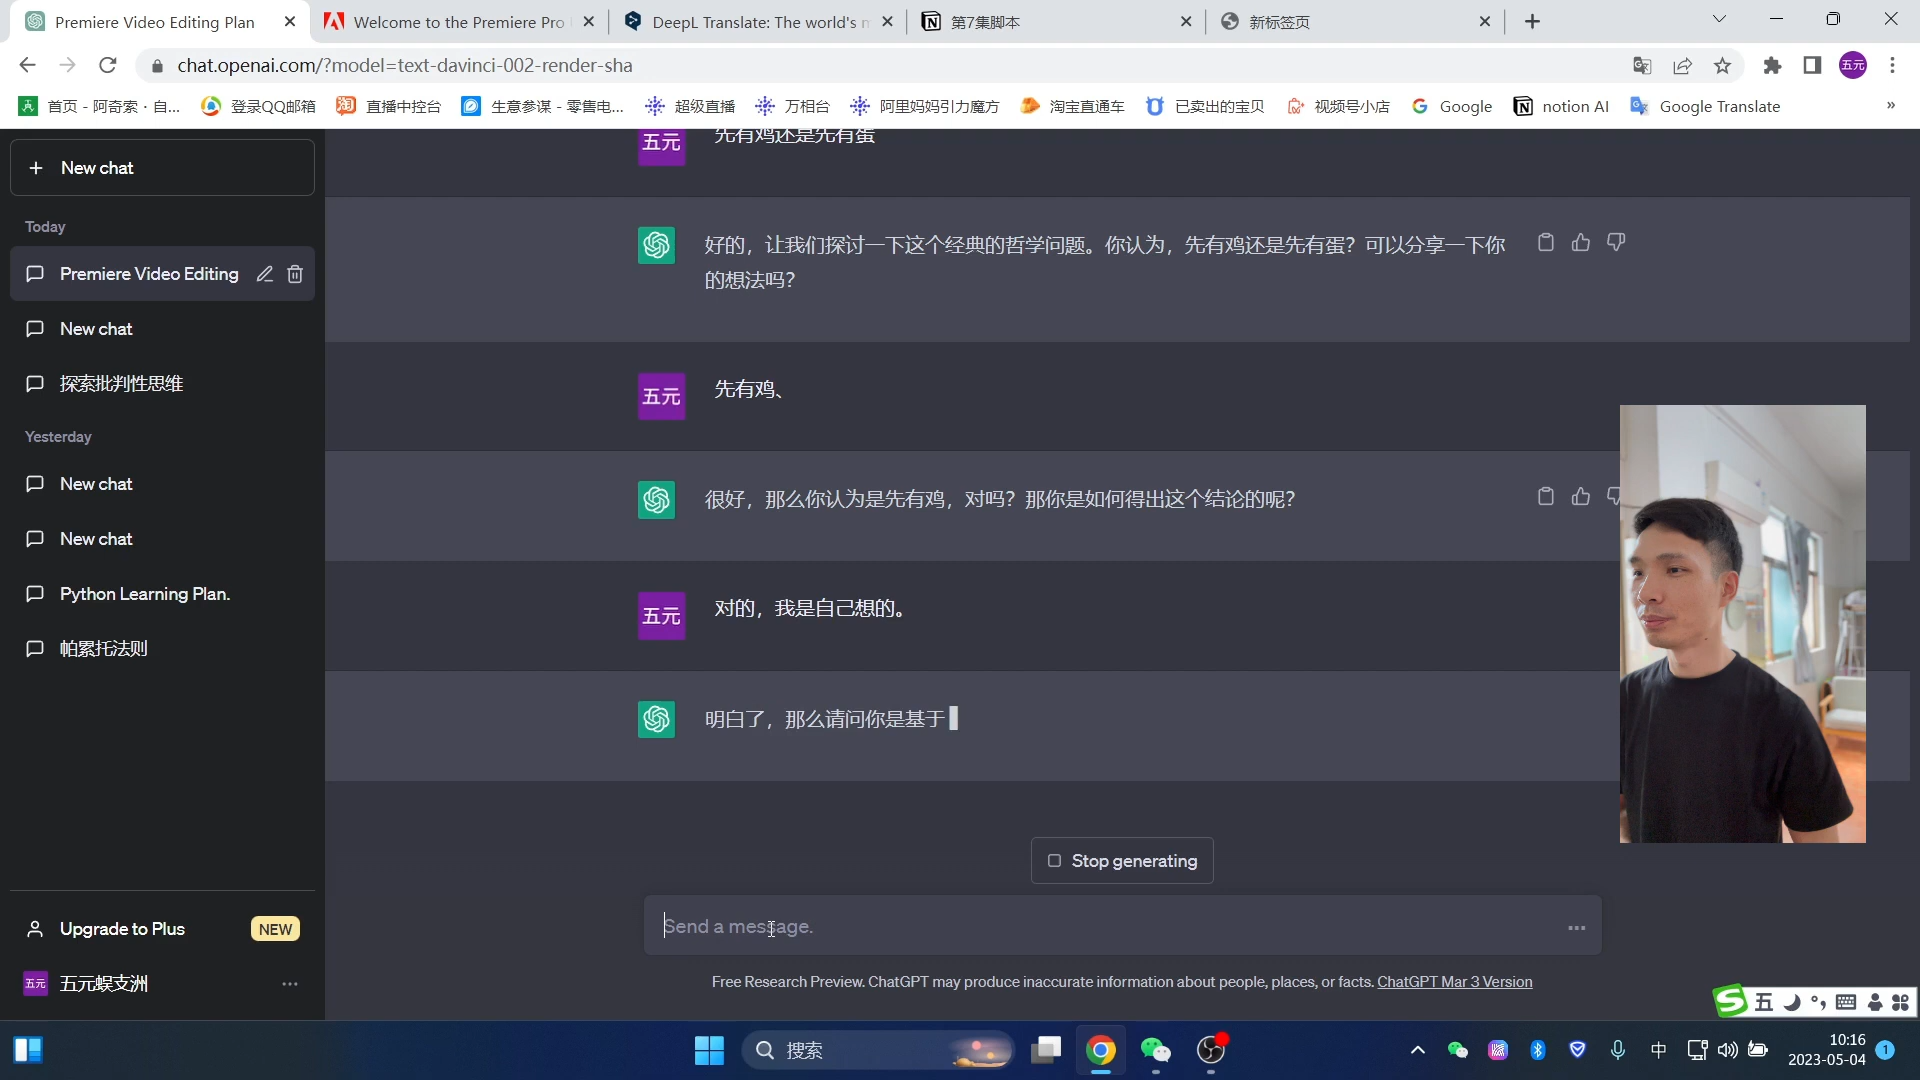 Premiere Video Editing Plan
Welcome to the Premiere Pro
DeepL Translate: The world's
第7集脚本
新标签页
chat.openai.com/?model=text-davinci-002-render-sha
五元
首页 - 阿奇索 · 自...
登录QQ邮箱
直播中控台
生意参谋 - 零售电...
超级直播
万相台
阿里妈妈引力魔方
淘宝直通车
已卖出的宝贝
视频号小店
Google
notion AI
Google Translate
»
+ New chat
Today
Premiere Video Editing
New chat
探索批判性思维
Yesterday
New chat
New chat
Python Learning Plan.
帕累托法则
Upgrade to Plus
NEW
五元
五元蜈支洲
五元
先有鸡还是先有蛋
好的，让我们探讨一下这个经典的哲学问题。你认为，先有鸡还是先有蛋？可以分享一下你
的想法吗？
五元
先有鸡、
很好，那么你认为是先有鸡，对吗？那你是如何得出这个结论的呢？
五元
对的，我是自己想的。
明白了，那么请问你是基于
Stop generating
Send a message.
Free Research Preview. ChatGPT may produce inaccurate information about people, places, or facts. ChatGPT Mar 3 Version
五
搜索
中
10:16
2023-05-04
1